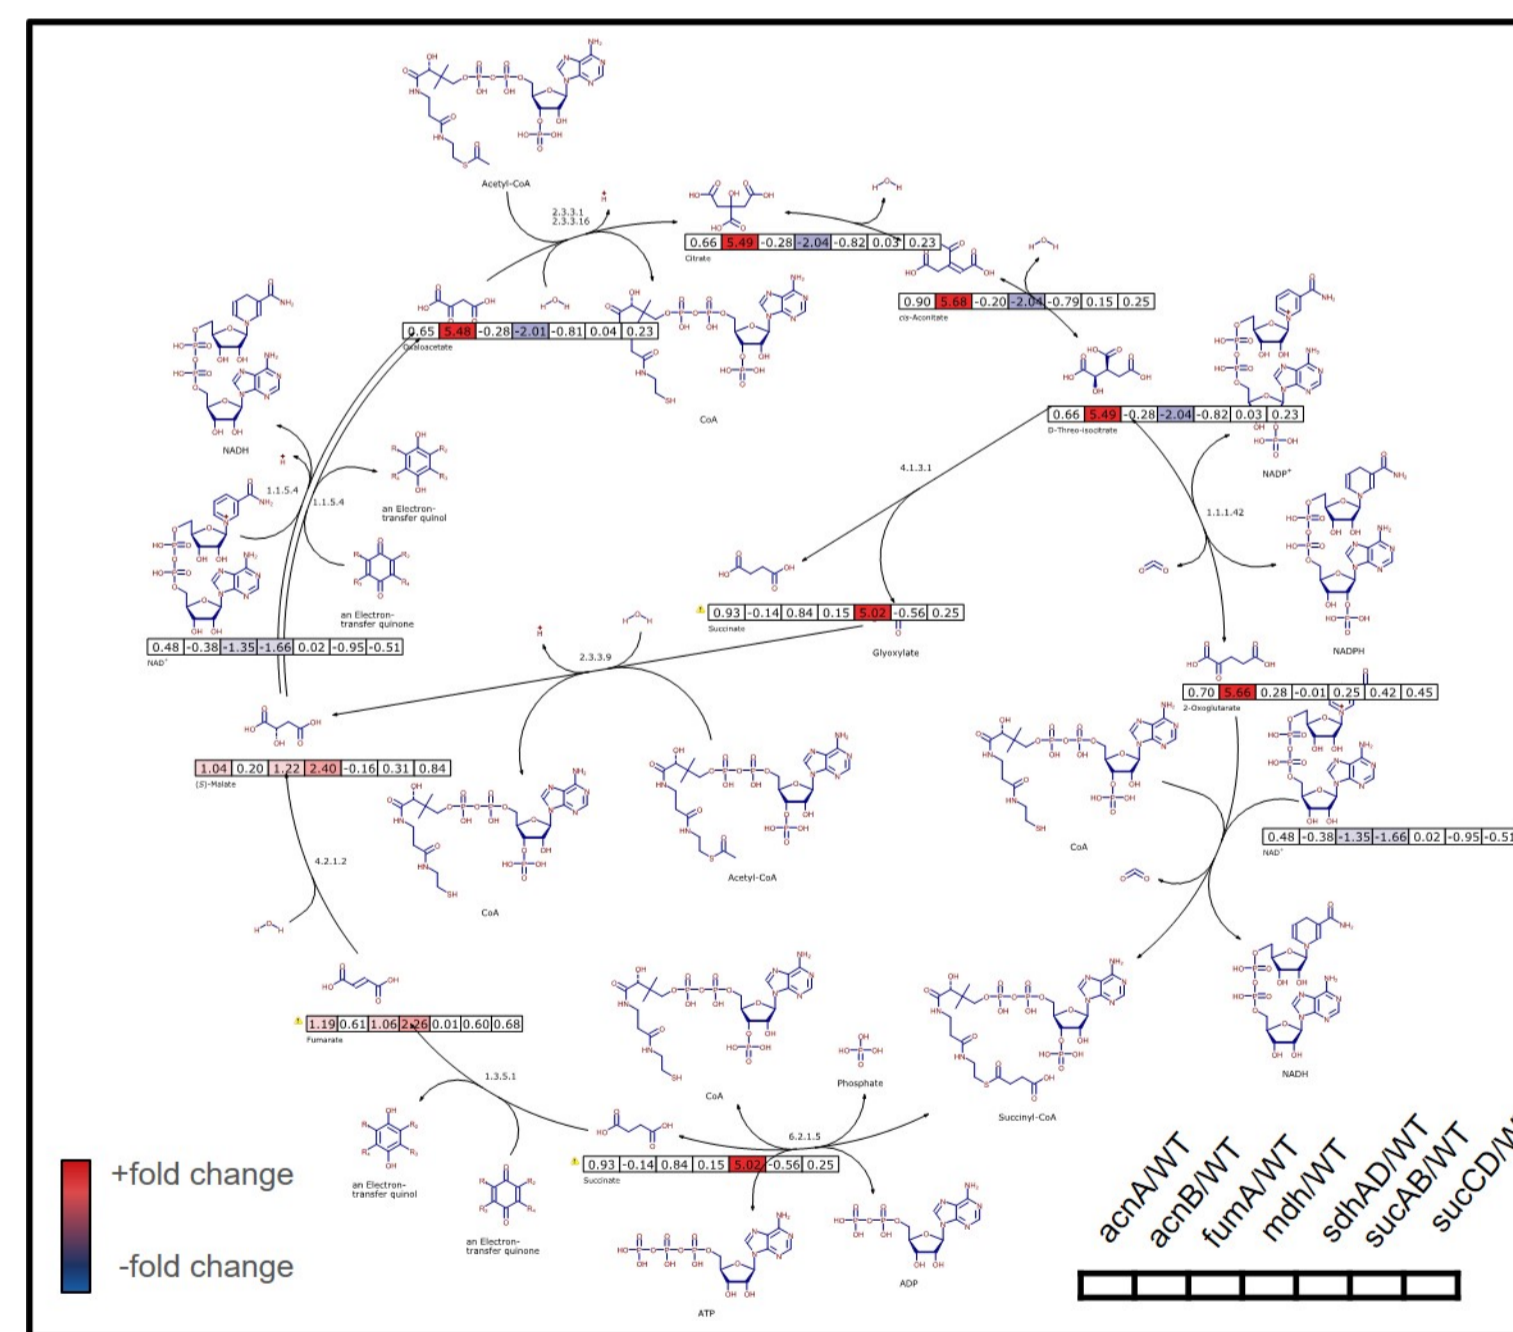 Acetyl-CoA
2.3.3.1
2.3.3.16
0.66 5.49 -0.28 -2.04 -0.82 0.03 0.23
Citrate
0.90 5.68 -0.20 -2.04 -0.79 0.15 0.25
cis-Aconitate
0.65 5.48 -0.28 -2.01 -0.81 0.04 0.23
Oxaloacetate
CoA
NADH
0.66 5.49 -0.28 -2.04 -0.82 0.03 0.23
D-Threo-isocitrate
NADP+
4.1.3.1
1.1.1.42
1.1.5.4
1.1.5.4
an Electron-
transfer quinol
an Electron-
transfer quinone
0.93 -0.14 0.84 0.15 5.02 -0.56 0.25
Succinate
Glyoxylate
NADPH
0.48 -0.38 -1.35 -1.66 0.02 -0.95 -0.51
NAD+
2.3.3.9
0.70 5.66 0.28 -0.01 0.25 0.42 0.45
2-Oxoglutarate
1.04 0.20 1.22 2.40 -0.16 0.31 0.84
(S)-Malate
0.48 -0.38 -1.35 -1.66 0.02 -0.95 -0.51
NAD+
CoA
4.2.1.2
Acetyl-CoA
CoA
1.19 0.61 1.06 2.26 0.01 0.60 0.68
Fumarate
NADH
1.3.5.1
Phosphate
CoA
Succinyl-CoA
6.2.1.5
0.93 -0.14 0.84 0.15 5.02 -0.56 0.25
Succinate
an Electron-
transfer quinol
an Electron-
transfer quinone
ATP
ADP
+fold change
-fold change
acnA/WT
acnB/WT
fumA/WT
mdh/WT
sdhAD/WT
sucAB/WT
sucCD/W